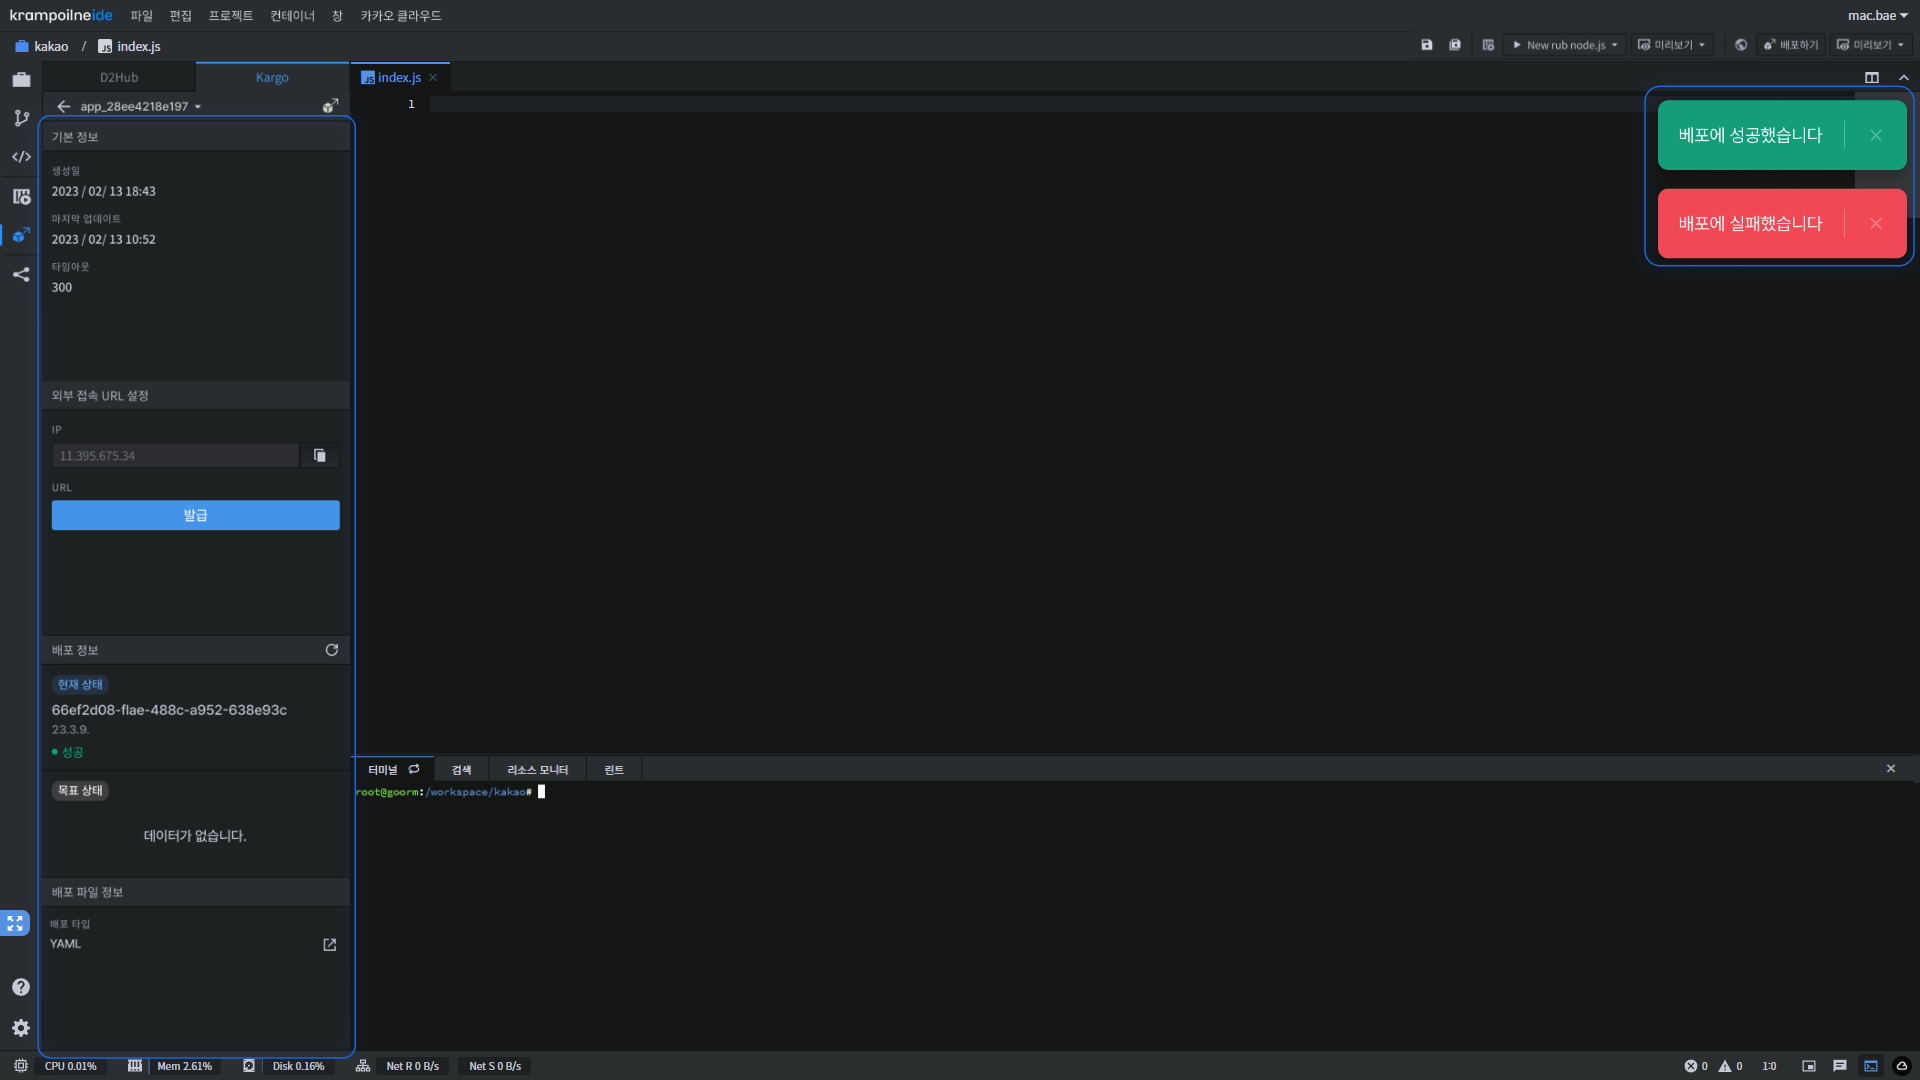 krampoilneide 파일 편집 프로젝트 컨테이너 창 카카오 클라우드 mac.bae
kakao / index.js
New rub node.js 미리보기 배포하기 미리보기
D2Hub Kargo index.js
app_28ee4218e197
1
기본 정보
생성일
2023 / 02/ 13 18:43
마지막 업데이트
2023 / 02/ 13 10:52
타임아웃
300
베포에 성공했습니다
배포에 실패했습니다
외부 접속 URL 설정
IP
11.395.675.34
URL
발급
배포 정보
현재 상태
66ef2d08-flae-488c-a952-638e93c
23.3.9.
성공
목표 상태
데이터가 없습니다.
배포 파일 정보
배포 타입
YAML
터미널 검색 리소스 모니터 린트
root@goorm:/workspace/kakao#
CPU 0.01% Mem 2.61% Disk 0.16% Net R 0 B/s Net S 0 B/s 0 0 1:0